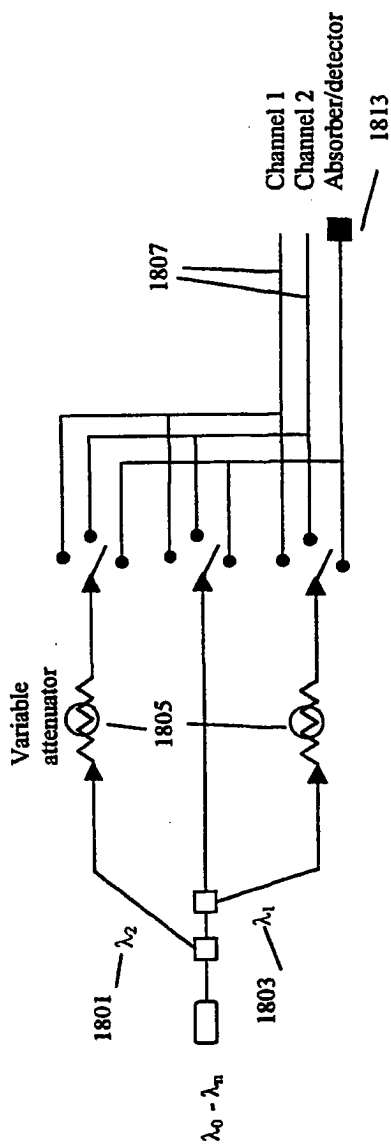 Variable
attenuator
1805
1801
λ2
λ0 - λn
λ1
1803
1807
Channel 1
Channel 2
Absorber/detector
1813